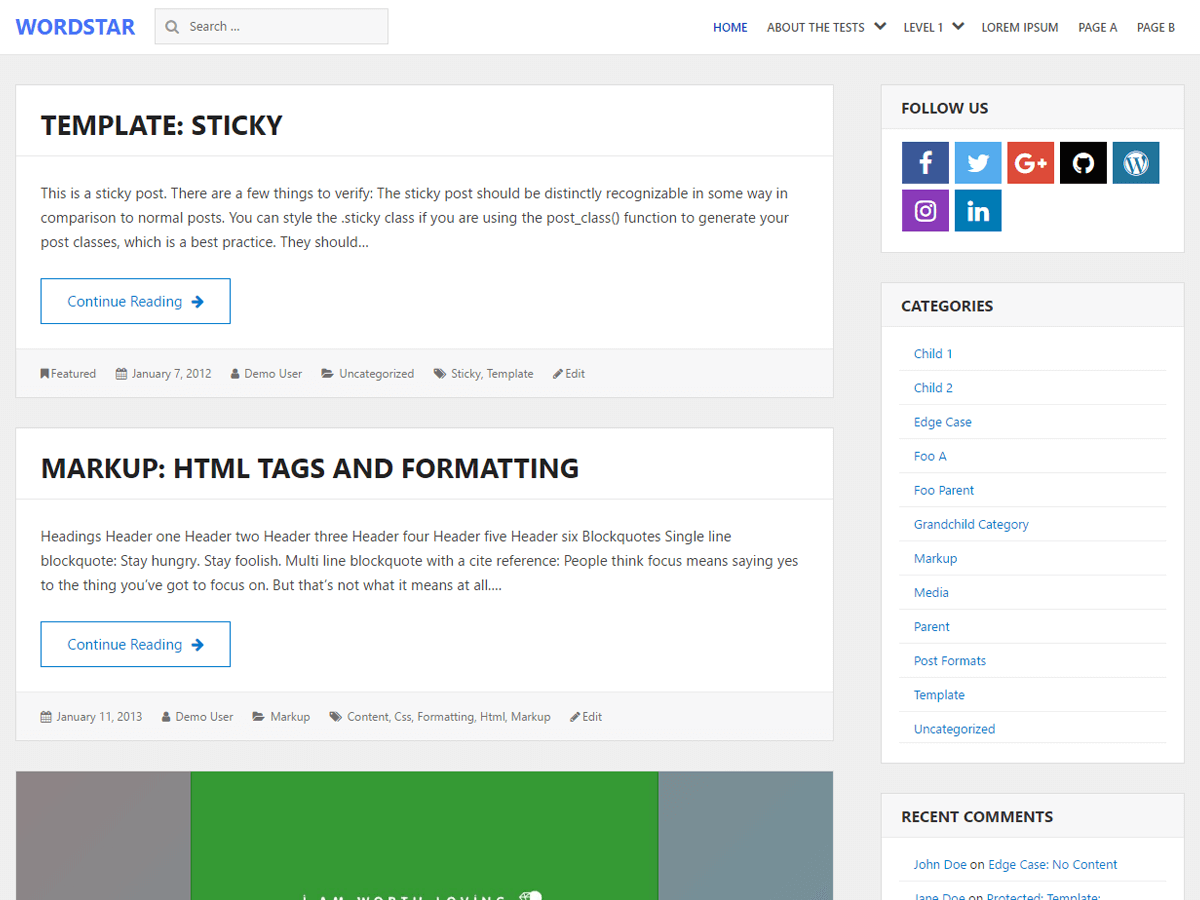 WORDSTAR
Search ...
HOME ABOUT THE TESTS LEVEL 1 LOREM IPSUM PAGE A PAGE B
TEMPLATE: STICKY
This is a sticky post. There are a few things to verify: The sticky post should be distinctly recognizable in some way in
comparison to normal posts. You can style the .sticky class if you are using the post_class() function to generate your
post classes, which is a best practice. They should…
Continue Reading
Featured January 7, 2012 Demo User Uncategorized Sticky, Template Edit
MARKUP: HTML TAGS AND FORMATTING
Headings Header one Header two Header three Header four Header five Header six Blockquotes Single line
blockquote: Stay hungry. Stay foolish. Multi line blockquote with a cite reference: People think focus means saying yes
to the thing you’ve got to focus on. But that’s not what it means at all.…
Continue Reading
January 11, 2013 Demo User Markup Content, Css, Formatting, Html, Markup Edit
I AM WORTH LOVING
FOLLOW US
f
G+
in
CATEGORIES
Child 1
Child 2
Edge Case
Foo A
Foo Parent
Grandchild Category
Markup
Media
Parent
Post Formats
Template
Uncategorized
RECENT COMMENTS
John Doe on Edge Case: No Content
Jane Doe on Protected: Template: